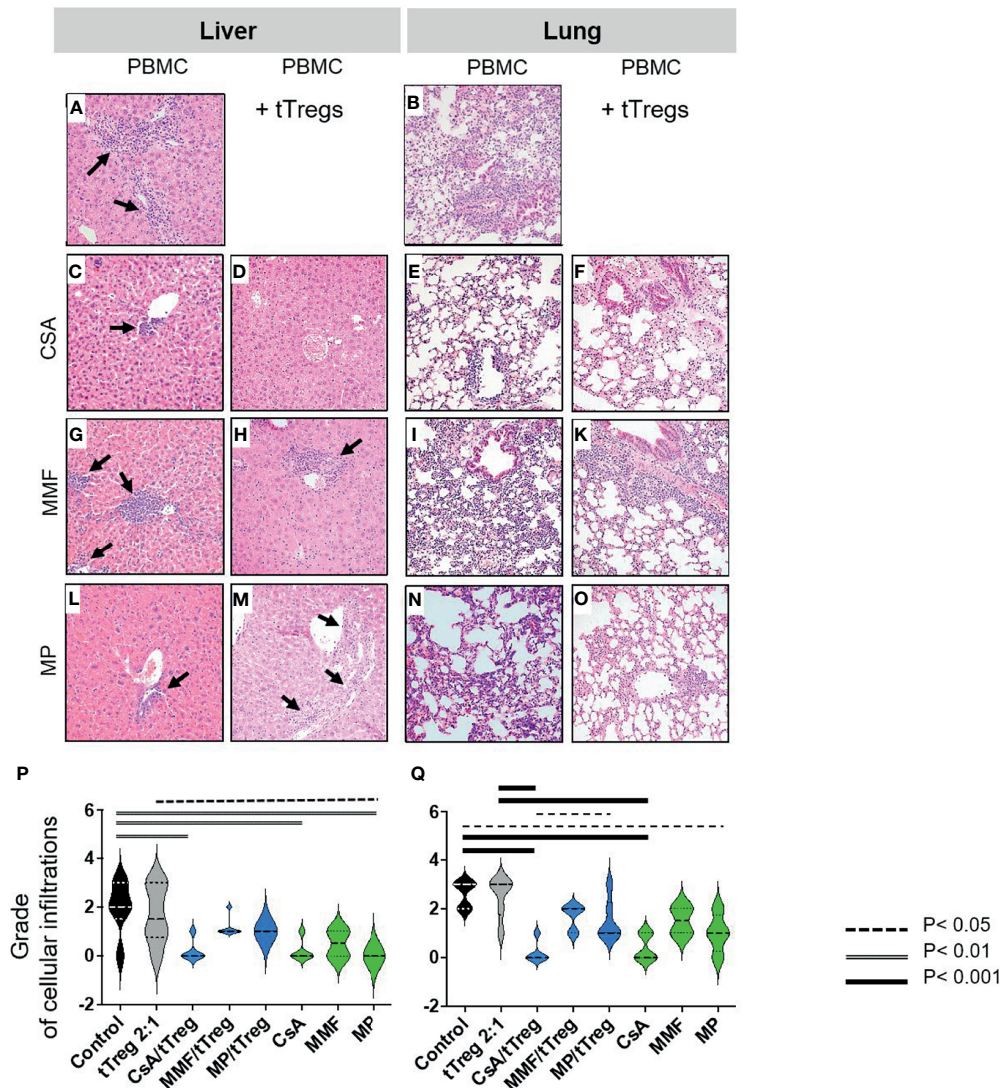 Liver Lung
PBMC PBMC PBMC PBMC
+ tTregs + tTregs
A B
CSA C D E F
MMF G H I K
MP L M N O
P Q
Grade
of cellular infiltrations
6 6
4 4
2 2
0 0
-2 -2
Control tTreg 2:1 CsA/tTreg MMF/tTreg MP/tTreg CsA MMF MP
Control tTreg 2:1 CsA/tTreg MMF/tTreg MP/tTreg CsA MMF MP
P< 0.05
P< 0.01
P< 0.001